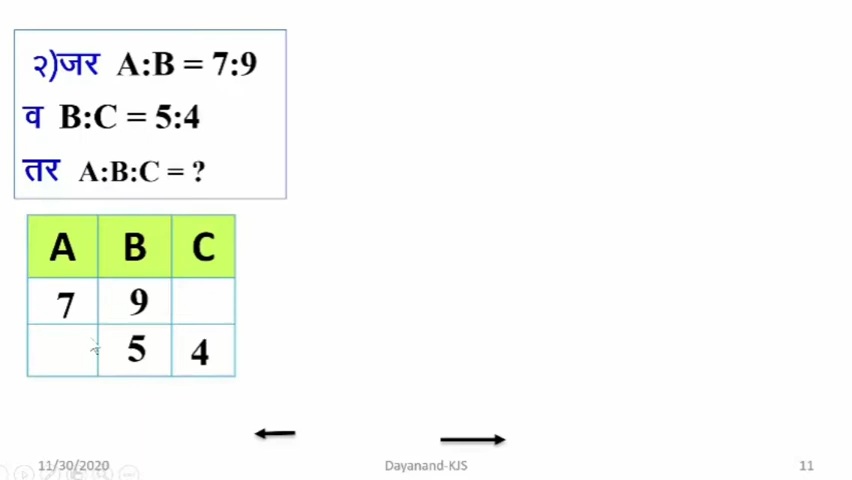 २)जर A:B = 7:9
व B:C = 5:4
तर A:B:C = ?
A B C
7 9
5 4
11/30/2020 Dayanand-KJS 11